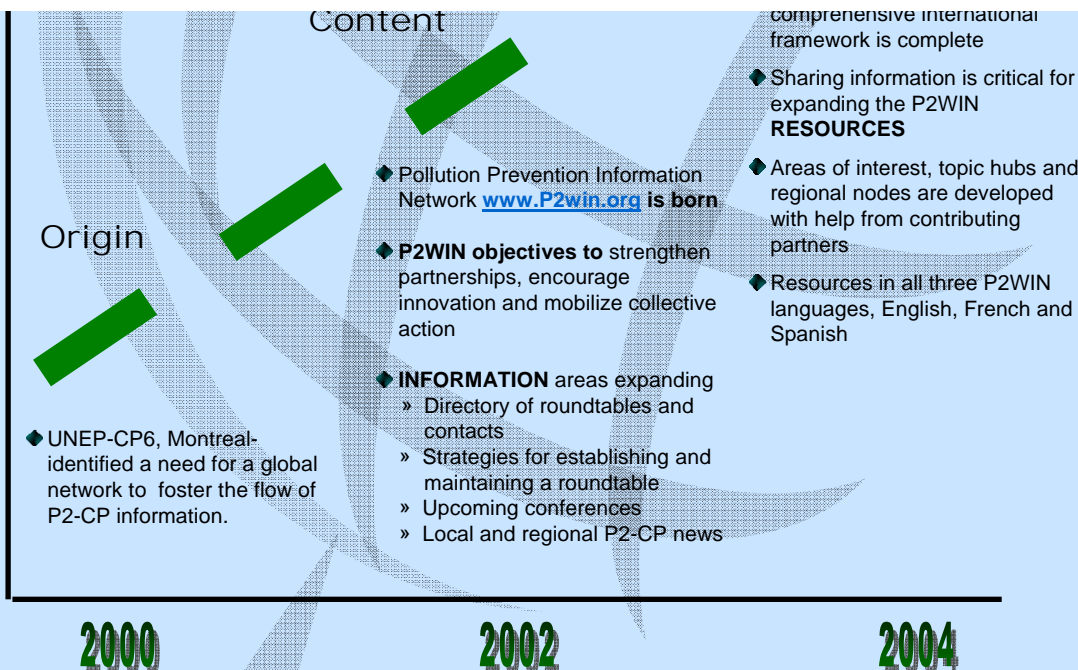 Content
comprehensive international
framework is complete
Sharing information is critical for
expanding the P2WIN
RESOURCES
Areas of interest, topic hubs and
regional nodes are developed
with help from contributing
partners
Resources in all three P2WIN
languages, English, French and
Spanish
Pollution Prevention Information
Network www.P2win.org is born
P2WIN objectives to strengthen
partnerships, encourage
innovation and mobilize collective
action
INFORMATION areas expanding
» Directory of roundtables and
contacts
» Strategies for establishing and
maintaining a roundtable
» Upcoming conferences
» Local and regional P2-CP news
Origin
UNEP-CP6, Montreal-
identified a need for a global
network to foster the flow of
P2-CP information.
2000
2002
2004